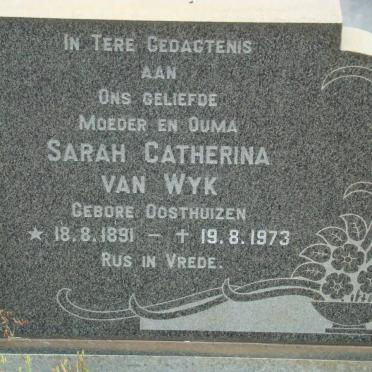 In Tere Gedagtenis
aan
Ons geliefde
Moeder en Ouma
Sarah Catherina
van Wyk
Gebore Oosthuizen
★ 18.8.1891 – ✝ 19.8.1973
Rus in Vrede.